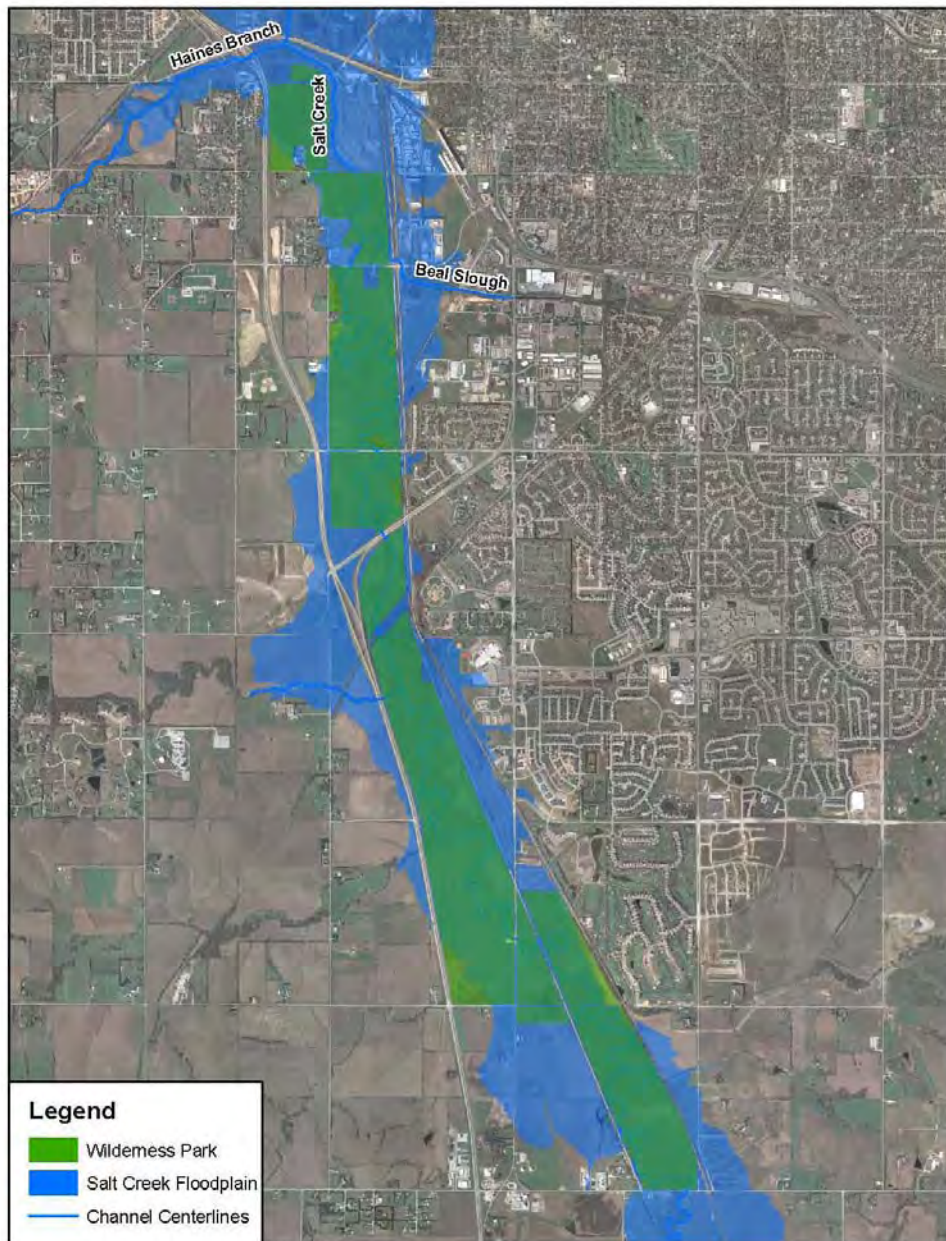 Haines Branch
Salt Creek
Beal Slough
Legend
Wilderness Park
Salt Creek Floodplain
Channel Centerlines